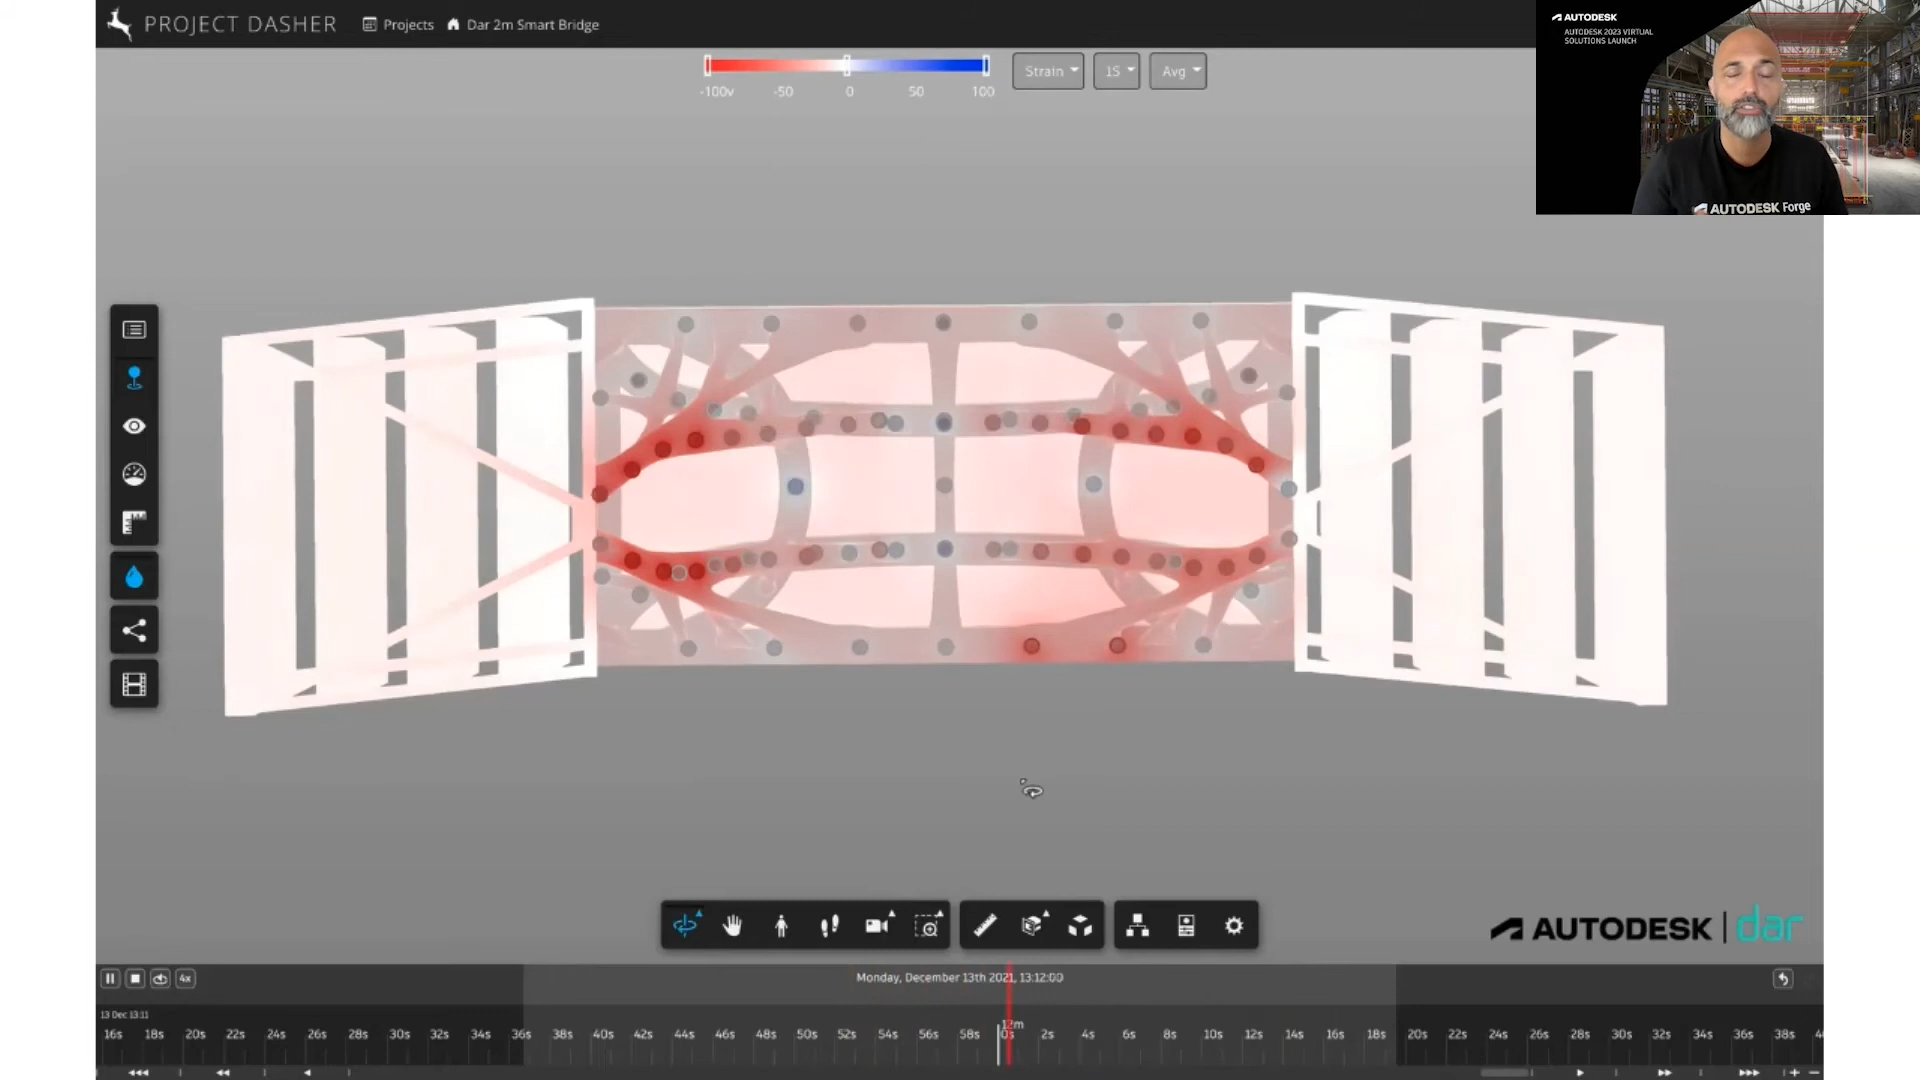 PROJECT DASHER Projects Dar 2m Smart Bridge
AUTODESK
AUTODESK 2023 VIRTUAL
SOLUTIONS LAUNCH
AUTODESK Forge
-100v -50 0 50 100
Strain 1S Avg
AUTODESK | dar
4x
Monday, December 13th 2021, 13:12:00
13 Dec 13:11
12m
16s 18s 20s 22s 24s 26s 28s 30s 32s 34s 36s 38s 40s 42s 44s 46s 48s 50s 52s 54s 56s 58s 0s 2s 4s 6s 8s 10s 12s 14s 16s 18s 20s 22s 24s 26s 28s 30s 32s 34s 36s 38s